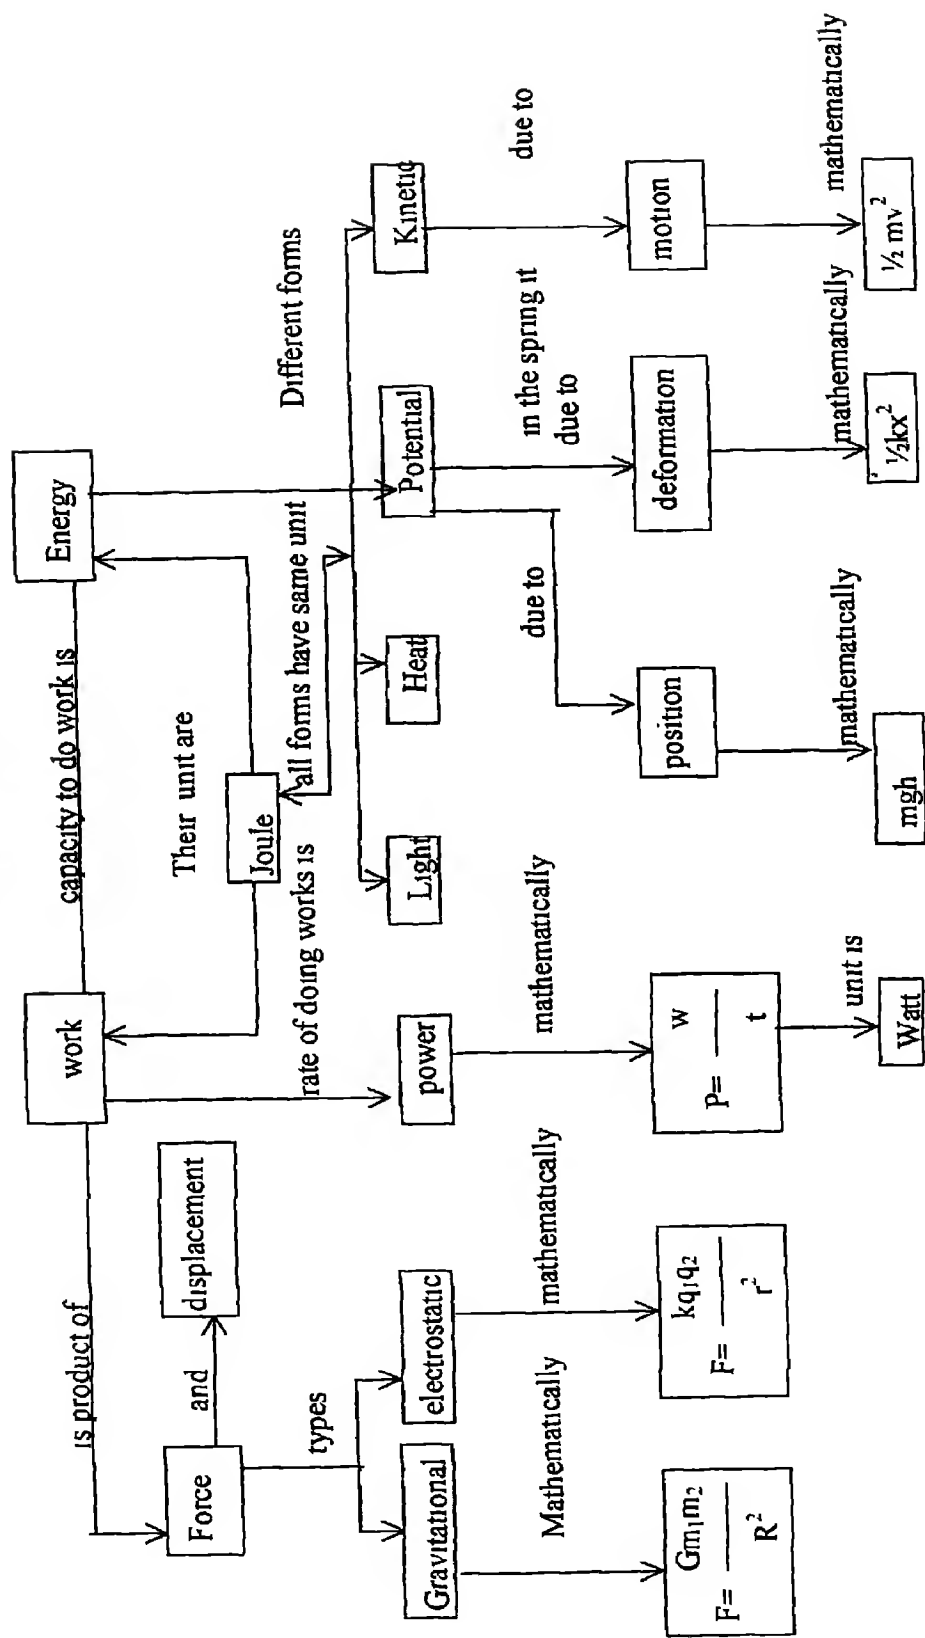 capacity to do work is
Energy
work
is product of
Their unit are
Joule
displacement
and
Force
Different forms
all forms have same unit
rate of doing works is
types
Kinetic
Potential
Heat
Light
power
electrostatic
Gravitational
due to
in the spring it
due to
due to
mathematically
mathematically
Mathematically
motion
deformation
position
P= w
t
F= kq₁q₂
r²
F= Gm₁m₂
R²
mathematically
mathematically
mathematically
unit is
½ mv²
½kx²
mgh
Watt